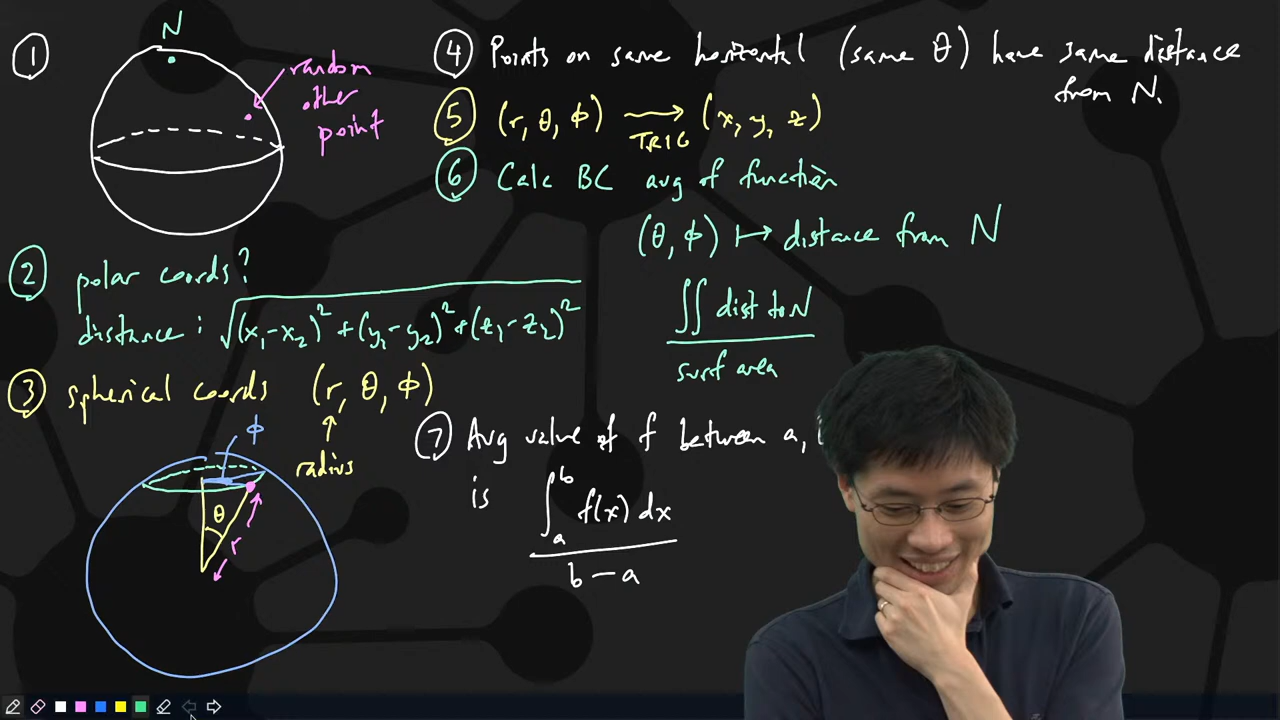 ①
N
random
other
point
② polar coords?
distance: √(x₁-x₂)²+(y₁-y₂)²+(z₁-z₂)²
③ spherical coords (r, θ, ϕ)
radius
ϕ
θ
r
④ Points on same horizontal (same θ) have same distance
from N.
⑤ (r, θ, ϕ) → (x, y, z)
TRIG
⑥ Calc BC avg of function
(θ, ϕ) ↦ distance from N
∬ dist to N
surf area
⑦ Avg value of f between a,
is ∫ₐᵇ f(x) dx
b - a